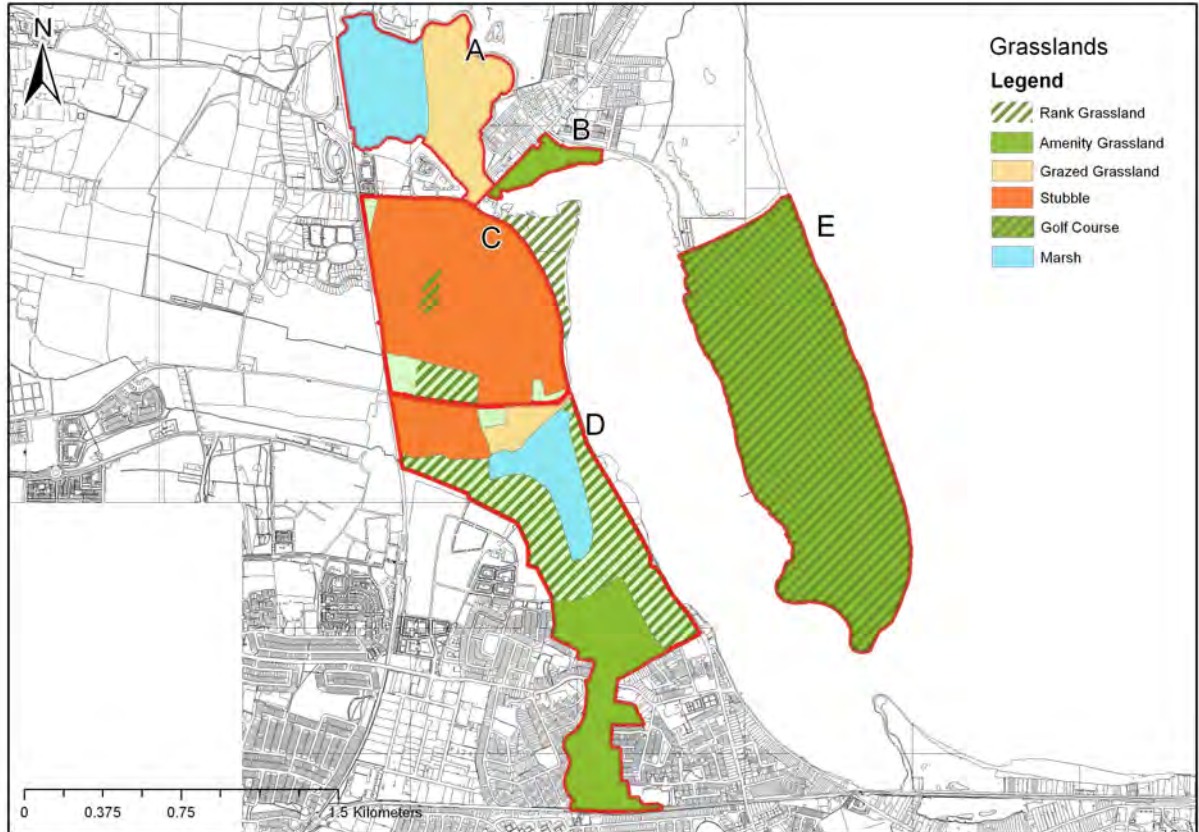 N
A
B
C
D
E
Grasslands
Legend
Rank Grassland
Amenity Grassland
Grazed Grassland
Stubble
Golf Course
Marsh
0 0.375 0.75 1.5 Kilometers